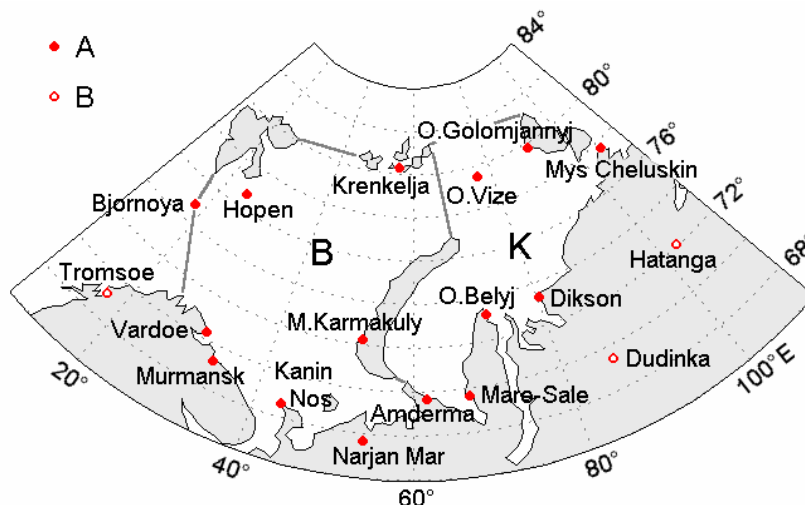 A
B
84°
80°
76°
72°
68°
O.Golomjannyj
Mys Cheluskin
Krenkelja
O.Vize
Bjornoya
Hopen
B
K
Hatanga
Tromsoe
O.Belyj
Dikson
Vardoe
M.Karmakuly
Murmansk
Kanin
Nos
Dudinka
Amderma
Mare-Sale
Narjan Mar
20°
40°
60°
80°
100°E